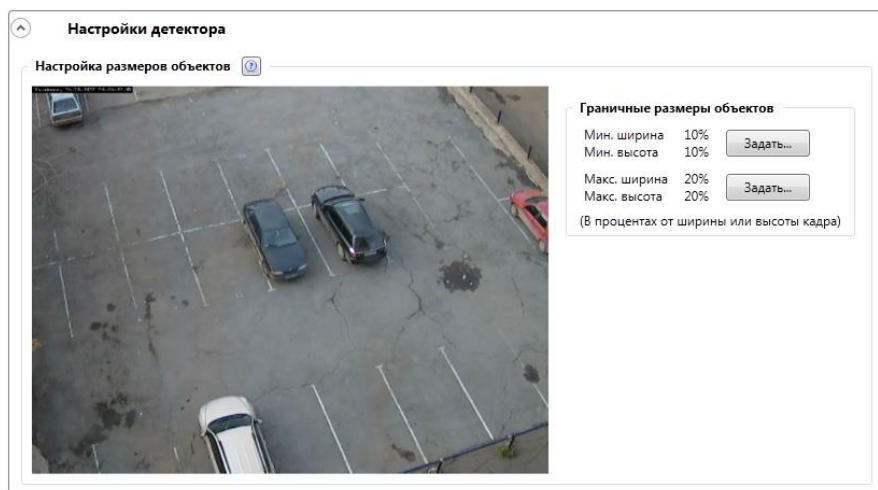 Настройки детектора
Настройка размеров объектов
Граничные размеры объектов
Мин. ширина 10%
Мин. высота 10%
Задать...
Макс. ширина 20%
Макс. высота 20%
Задать...
(В процентах от ширины или высоты кадра)